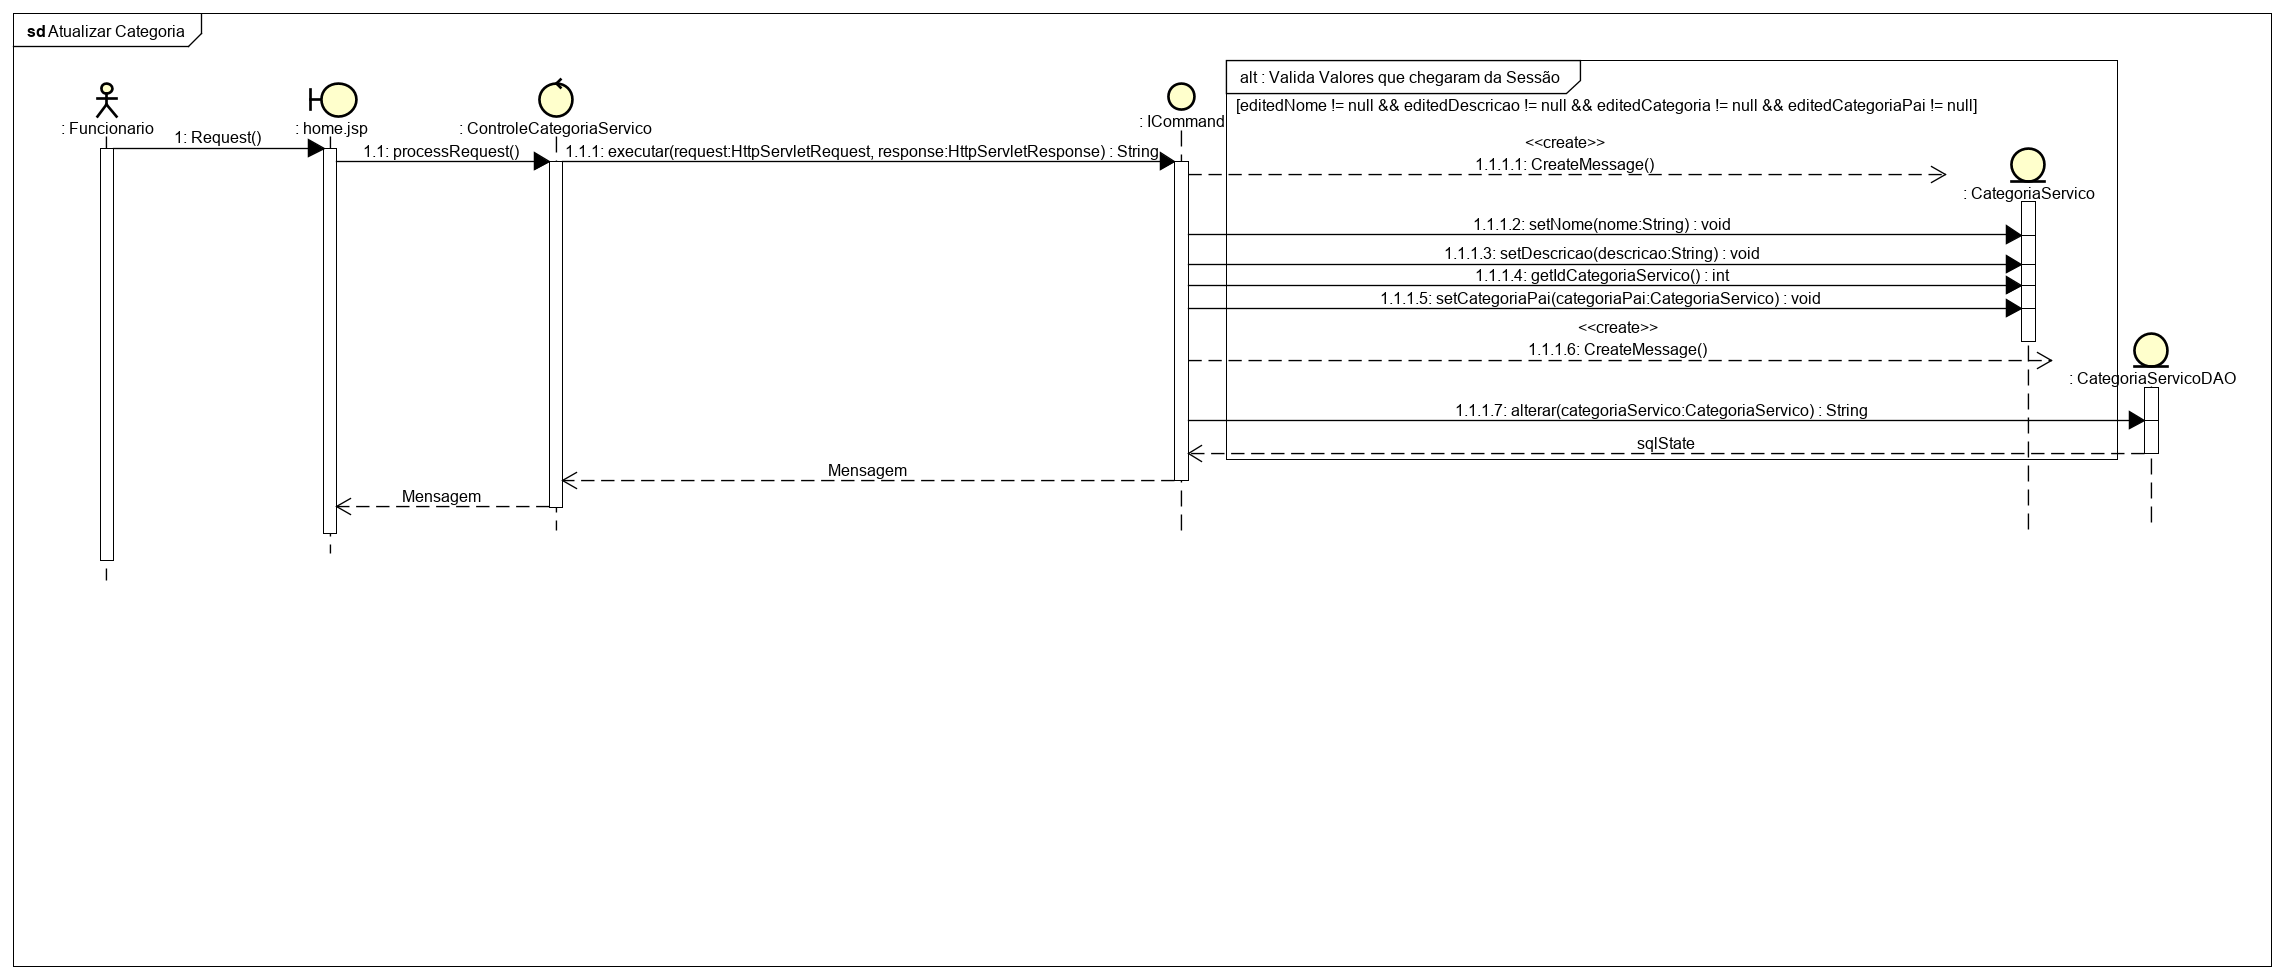 sd Atualizar Categoria
alt : Valida Valores que chegaram da Sessão
[editedNome != null && editedDescricao != null && editedCategoria != null && editedCategoriaPai != null]
: Funcionario
: home.jsp
: ControleCategoriaServico
: ICommand
1: Request()
1.1: processRequest()
1.1.1: executar(request:HttpServletRequest, response:HttpServletResponse) : String
<<create>>
1.1.1.1: CreateMessage()
: CategoriaServico
1.1.1.2: setNome(nome:String) : void
1.1.1.3: setDescricao(descricao:String) : void
1.1.1.4: getIdCategoriaServico() : int
1.1.1.5: setCategoriaPai(categoriaPai:CategoriaServico) : void
<<create>>
1.1.1.6: CreateMessage()
: CategoriaServicoDAO
1.1.1.7: alterar(categoriaServico:CategoriaServico) : String
sqlState
Mensagem
Mensagem